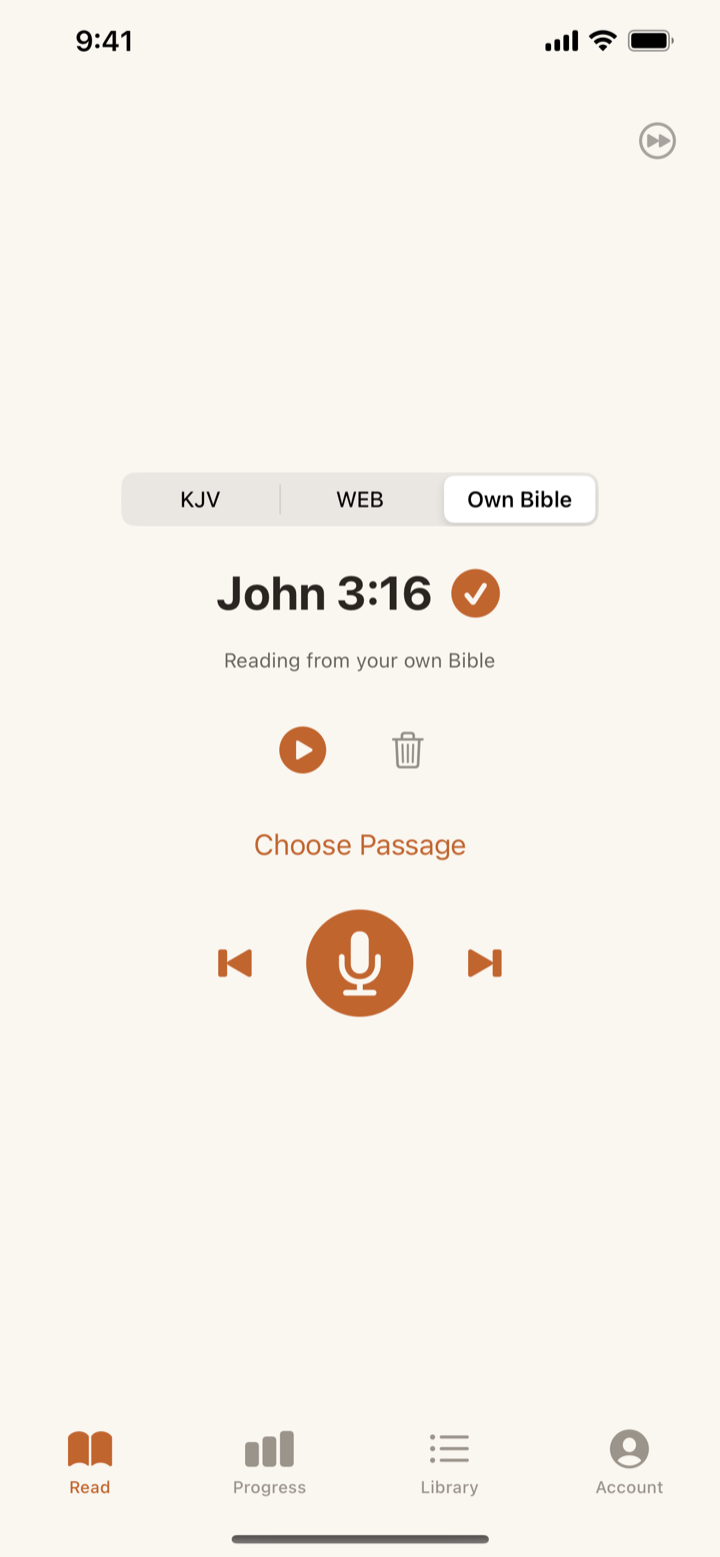 9:41
KJV WEB Own Bible
John 3:16
Reading from your own Bible
Choose Passage
Read Progress Library Account